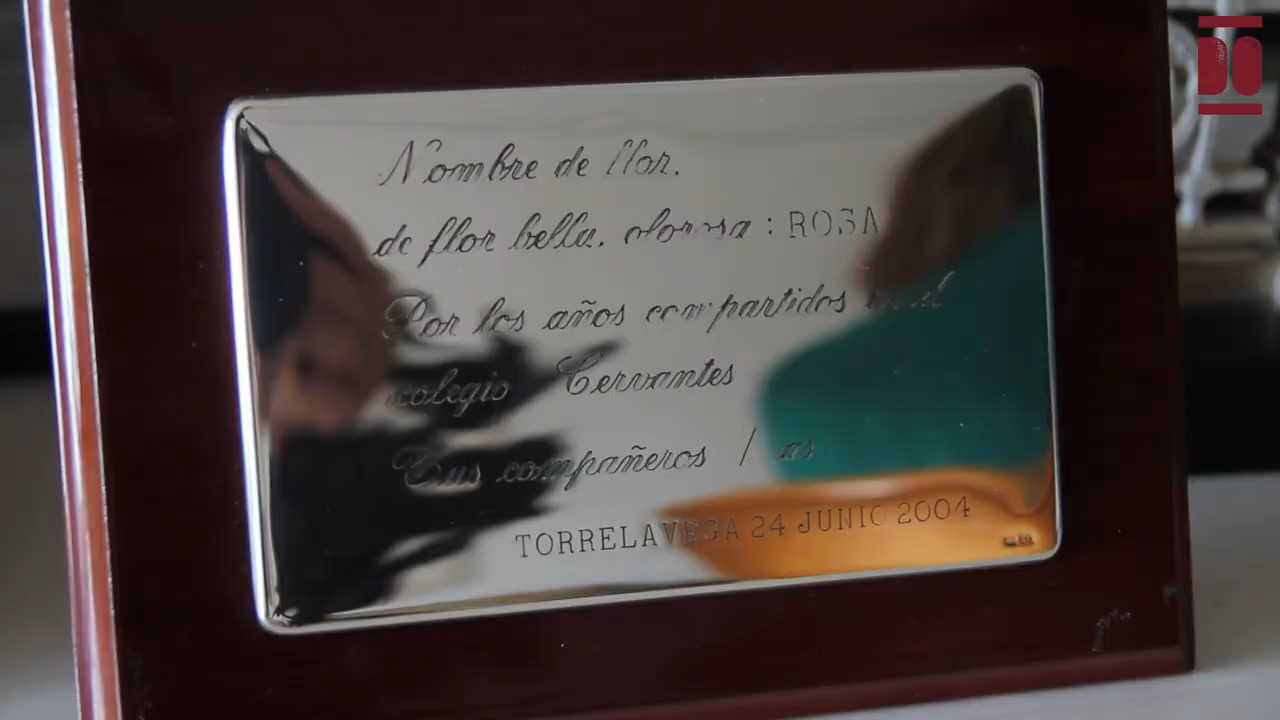 Nombre de flor.
de flor bella. olorosa : ROSA
Por los años compartidos en el
colegio Cervantes
Tus compañeros / as
TORRELAVEGA 24 JUNIO 2004